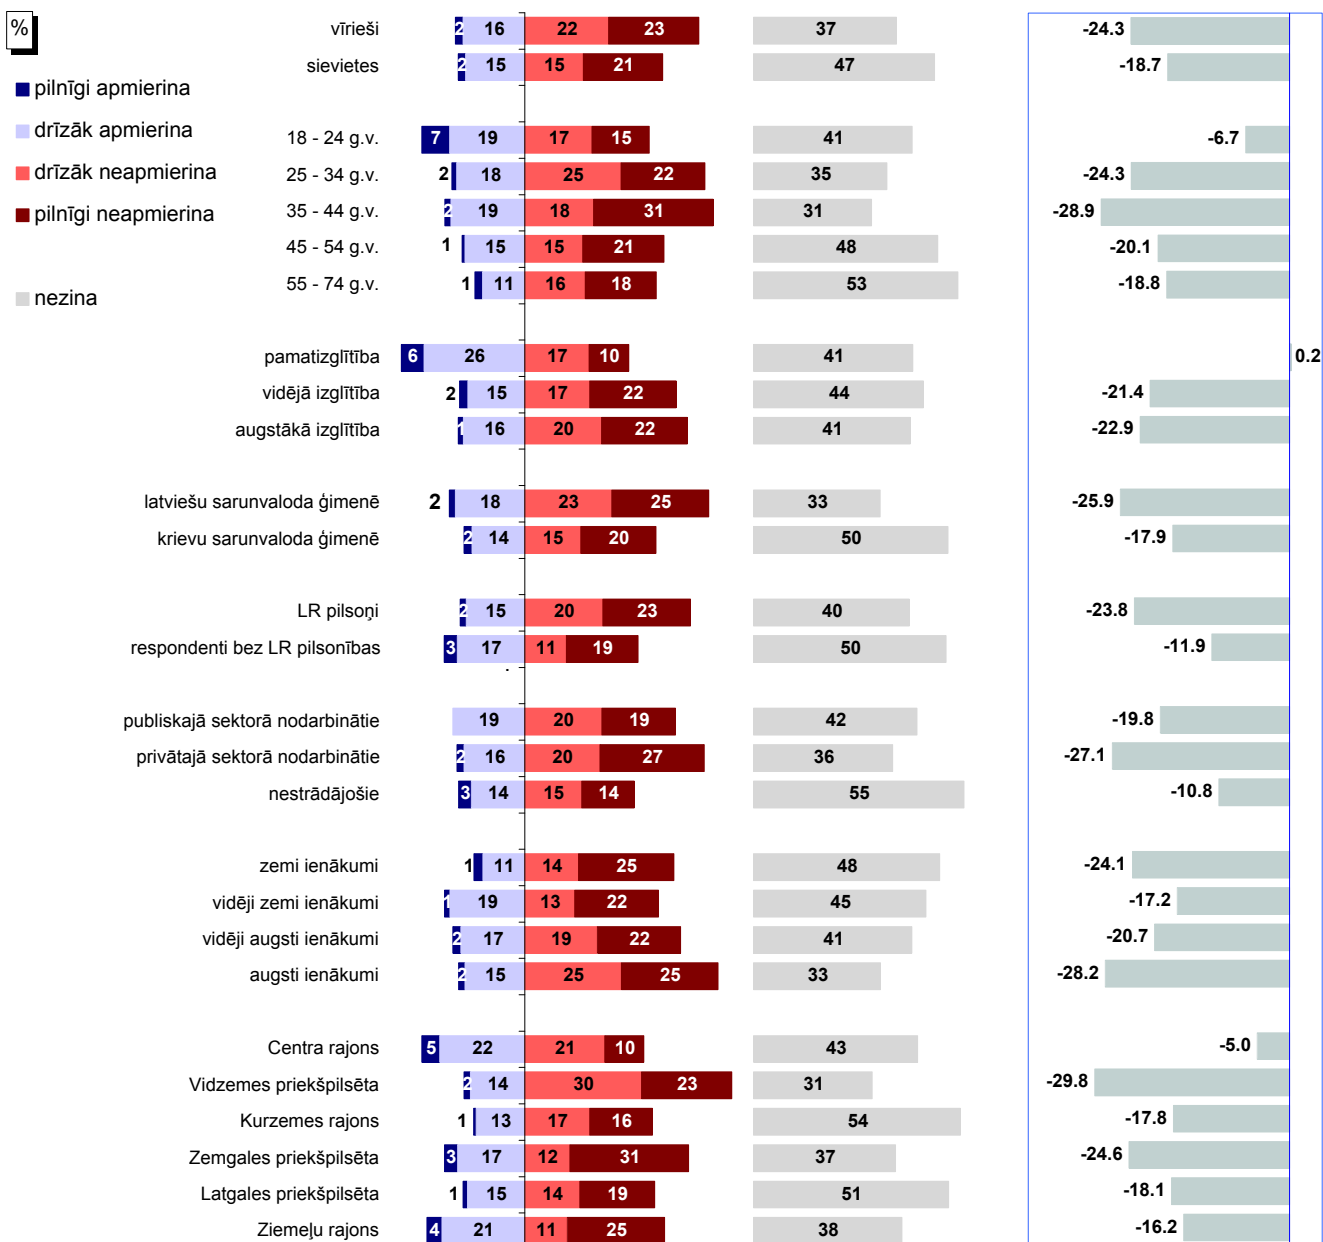 %
pilnīgi apmierina
drīzāk apmierina
drīzāk neapmierina
pilnīgi neapmierina
nezina
vīrieši 2 16 22 23 37 -24.3
sievietes 2 15 15 21 47 -18.7
18 - 24 g.v. 7 19 17 15 41 -6.7
25 - 34 g.v. 2 18 25 22 35 -24.3
35 - 44 g.v. 2 19 18 31 31 -28.9
45 - 54 g.v. 1 15 15 21 48 -20.1
55 - 74 g.v. 1 11 16 18 53 -18.8
pamatizglītība 6 26 17 10 41 0.2
vidējā izglītība 2 15 17 22 44 -21.4
augstākā izglītība 1 16 20 22 41 -22.9
latviešu sarunvaloda ģimenē 2 18 23 25 33 -25.9
krievu sarunvaloda ģimenē 2 14 15 20 50 -17.9
LR pilsoņi 2 15 20 23 40 -23.8
respondenti bez LR pilsonības 3 17 11 19 50 -11.9
publiskajā sektorā nodarbinātie 19 20 19 42 -19.8
privātajā sektorā nodarbinātie 2 16 20 27 36 -27.1
nestrādājošie 3 14 15 14 55 -10.8
zemi ienākumi 1 11 14 25 48 -24.1
vidēji zemi ienākumi 1 19 13 22 45 -17.2
vidēji augsti ienākumi 2 17 19 22 41 -20.7
augsti ienākumi 2 15 25 25 33 -28.2
Centra rajons 5 22 21 10 43 -5.0
Vidzemes priekšpilsēta 2 14 30 23 31 -29.8
Kurzemes rajons 1 13 17 16 54 -17.8
Zemgales priekšpilsēta 3 17 12 31 37 -24.6
Latgales priekšpilsēta 1 15 14 19 51 -18.1
Ziemeļu rajons 4 21 11 25 38 -16.2